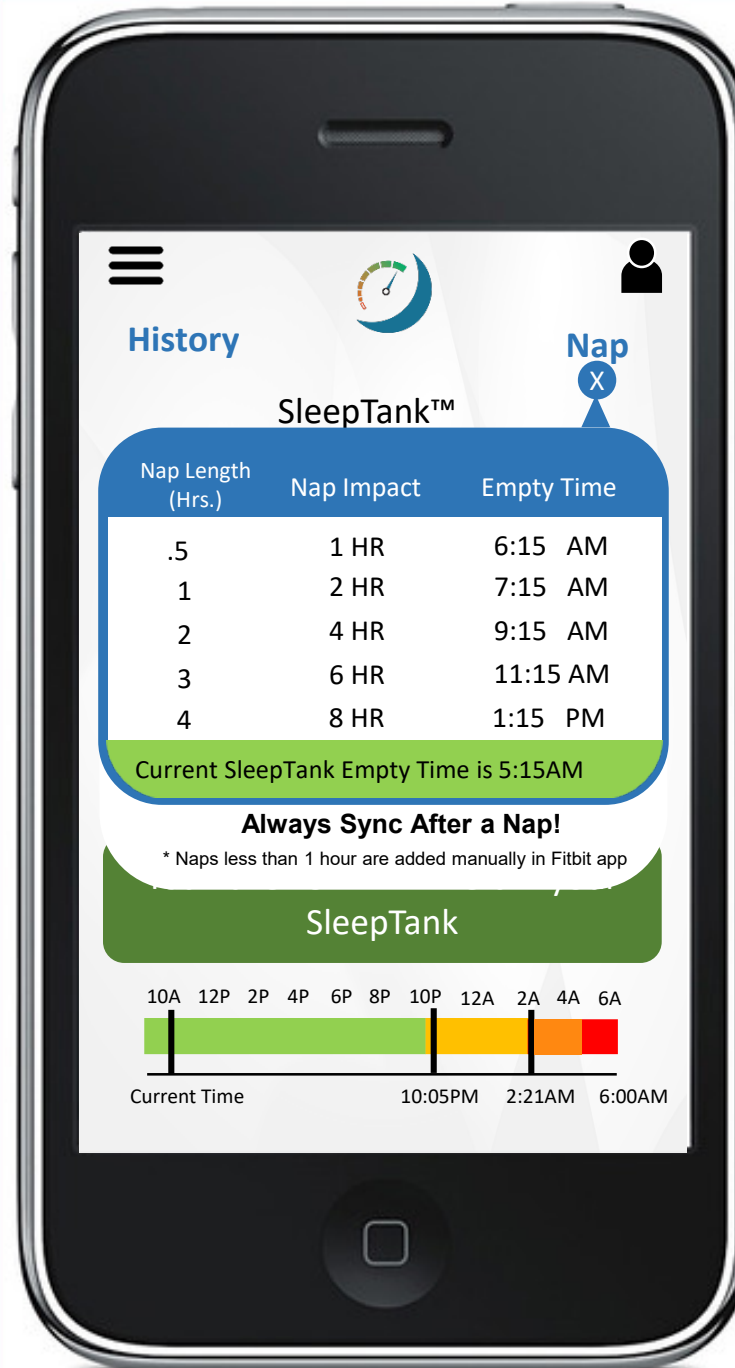 History
Nap
X
SleepTank™
Nap Length (Hrs.) Nap Impact Empty Time
.5 1 HR 6:15 AM
1 2 HR 7:15 AM
2 4 HR 9:15 AM
3 6 HR 11:15 AM
4 8 HR 1:15 PM
Current SleepTank Empty Time is 5:15AM
Always Sync After a Nap!
* Naps less than 1 hour are added manually in Fitbit app
SleepTank
10A 12P 2P 4P 6P 8P 10P 12A 2A 4A 6A
Current Time 10:05PM 2:21AM 6:00AM